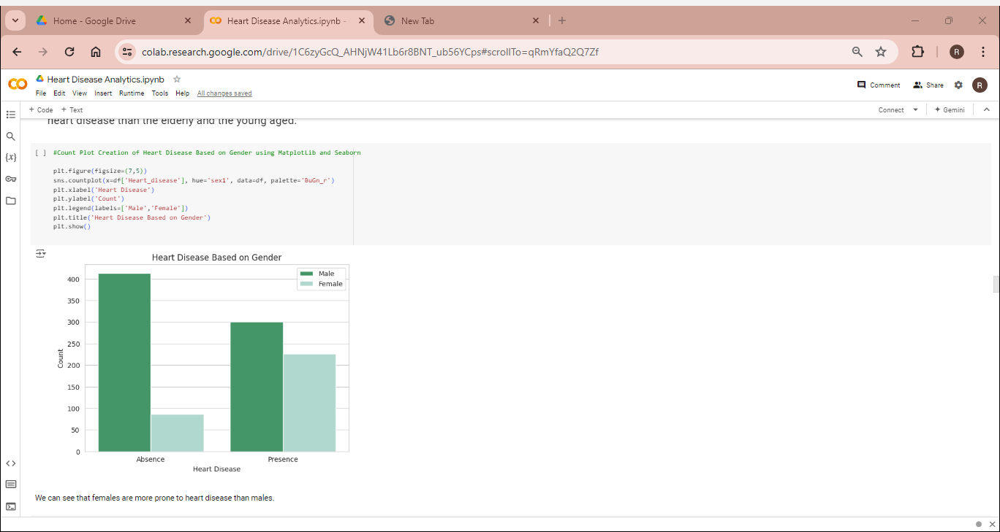 Home - Google Drive
Heart Disease Analytics.ipynb -
New Tab
colab.research.google.com/drive/1C6zyGcQ_AHNjW41Lb6r8BNT_ub56YCps#scrollTo=qRmYfaQ2Q7Zf
R
Heart Disease Analytics.ipynb
File Edit View Insert Runtime Tools Help All changes saved
Comment Share R
+ Code + Text
Connect Gemini
heart disease than the elderly and the young aged.
{x}
[ ] #Count Plot Creation of Heart Disease Based on Gender using MatplotLib and Seaborn
plt.figure(figsize=(7,5))
sns.countplot(x=df['Heart_disease'], hue='sex1', data=df, palette='BuGn_r')
plt.xlabel('Heart Disease')
plt.ylabel('Count')
plt.legend(labels=['Male','Female'])
plt.title('Heart Disease Based on Gender')
plt.show()
Heart Disease Based on Gender
Male
Female
400
350
300
250
200
150
100
50
0
Count
Absence Presence
Heart Disease
We can see that females are more prone to heart disease than males.